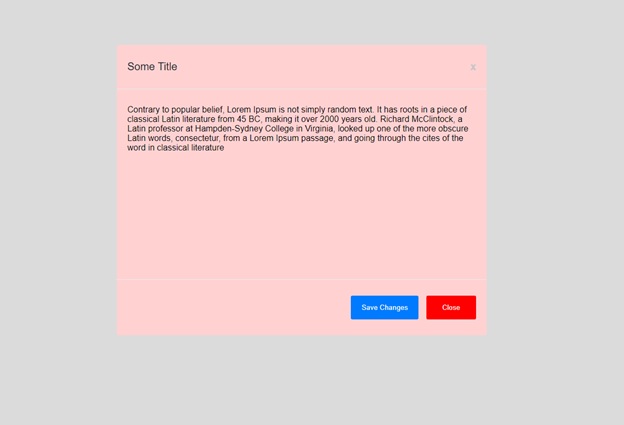 Some Title
x
Contrary to popular belief, Lorem Ipsum is not simply random text. It has roots in a piece of
classical Latin literature from 45 BC, making it over 2000 years old. Richard McClintock, a
Latin professor at Hampden-Sydney College in Virginia, looked up one of the more obscure
Latin words, consectetur, from a Lorem Ipsum passage, and going through the cites of the
word in classical literature
Save Changes
Close